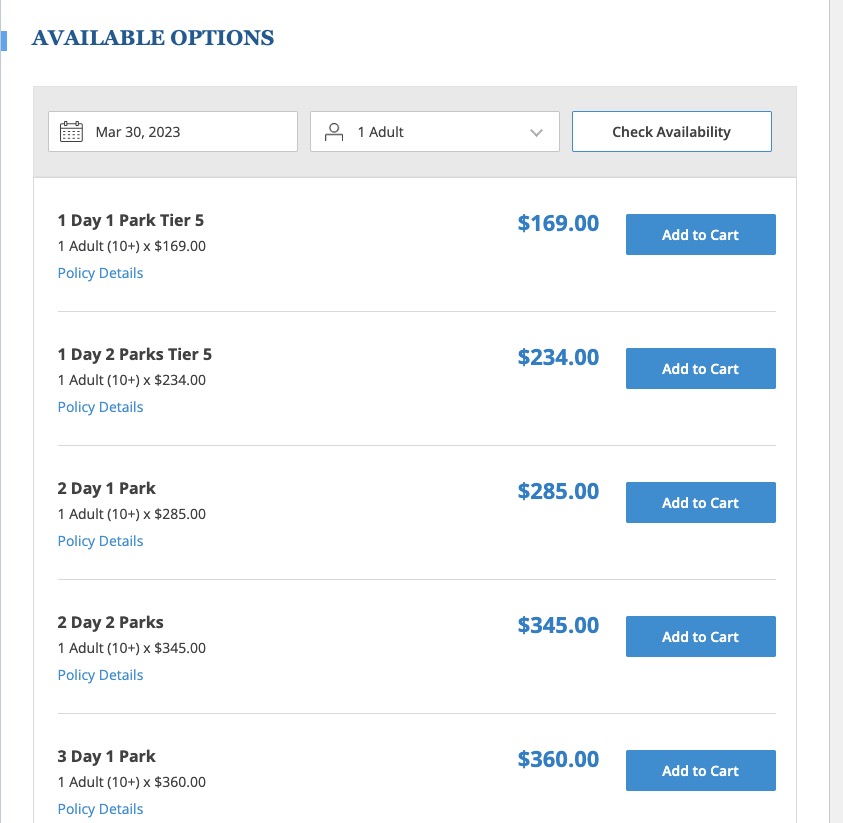 AVAILABLE OPTIONS
Mar 30, 2023
1 Adult
Check Availability
1 Day 1 Park Tier 5
$169.00
Add to Cart
1 Adult (10+) x $169.00
Policy Details
1 Day 2 Parks Tier 5
$234.00
Add to Cart
1 Adult (10+) x $234.00
Policy Details
2 Day 1 Park
$285.00
Add to Cart
1 Adult (10+) x $285.00
Policy Details
2 Day 2 Parks
$345.00
Add to Cart
1 Adult (10+) x $345.00
Policy Details
3 Day 1 Park
$360.00
Add to Cart
1 Adult (10+) x $360.00
Policy Details